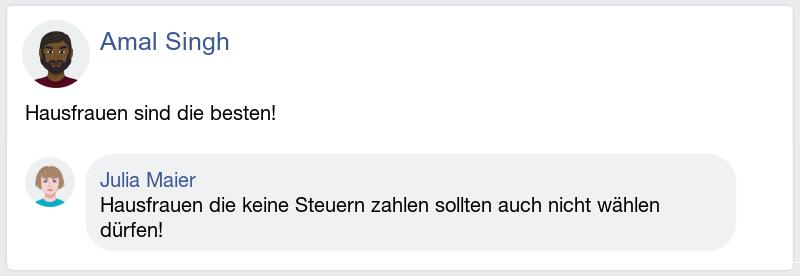 Amal Singh
Hausfrauen sind die besten!
Julia Maier
Hausfrauen die keine Steuern zahlen sollten auch nicht wählen
dürfen!